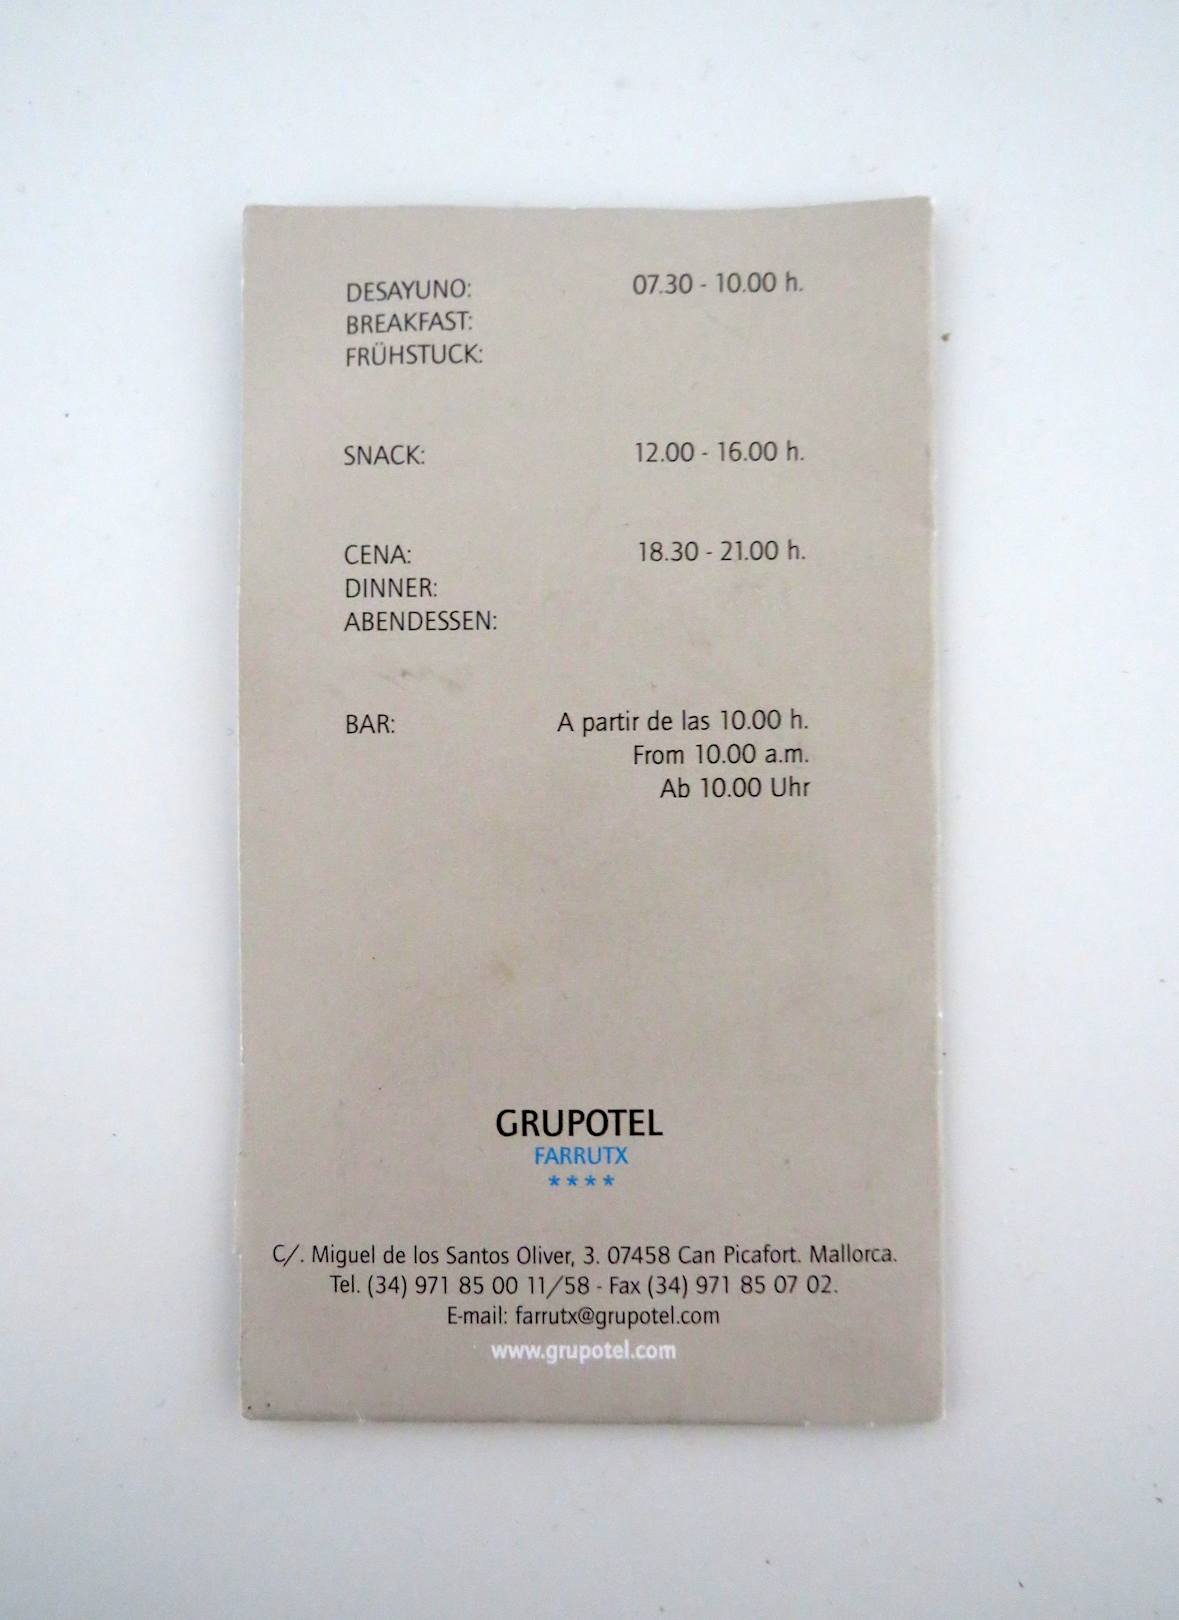 DESAYUNO: 07.30 - 10.00 h.
BREAKFAST:
FRÜHSTUCK:
SNACK: 12.00 - 16.00 h.
CENA: 18.30 - 21.00 h.
DINNER:
ABENDESSEN:
BAR: A partir de las 10.00 h.
From 10.00 a.m.
Ab 10.00 Uhr
GRUPOTEL
FARRUTX
****
C/. Miguel de los Santos Oliver, 3. 07458 Can Picafort. Mallorca.
Tel. (34) 971 85 00 11/58 - Fax (34) 971 85 07 02.
E-mail: farrutx@grupotel.com
www.grupotel.com